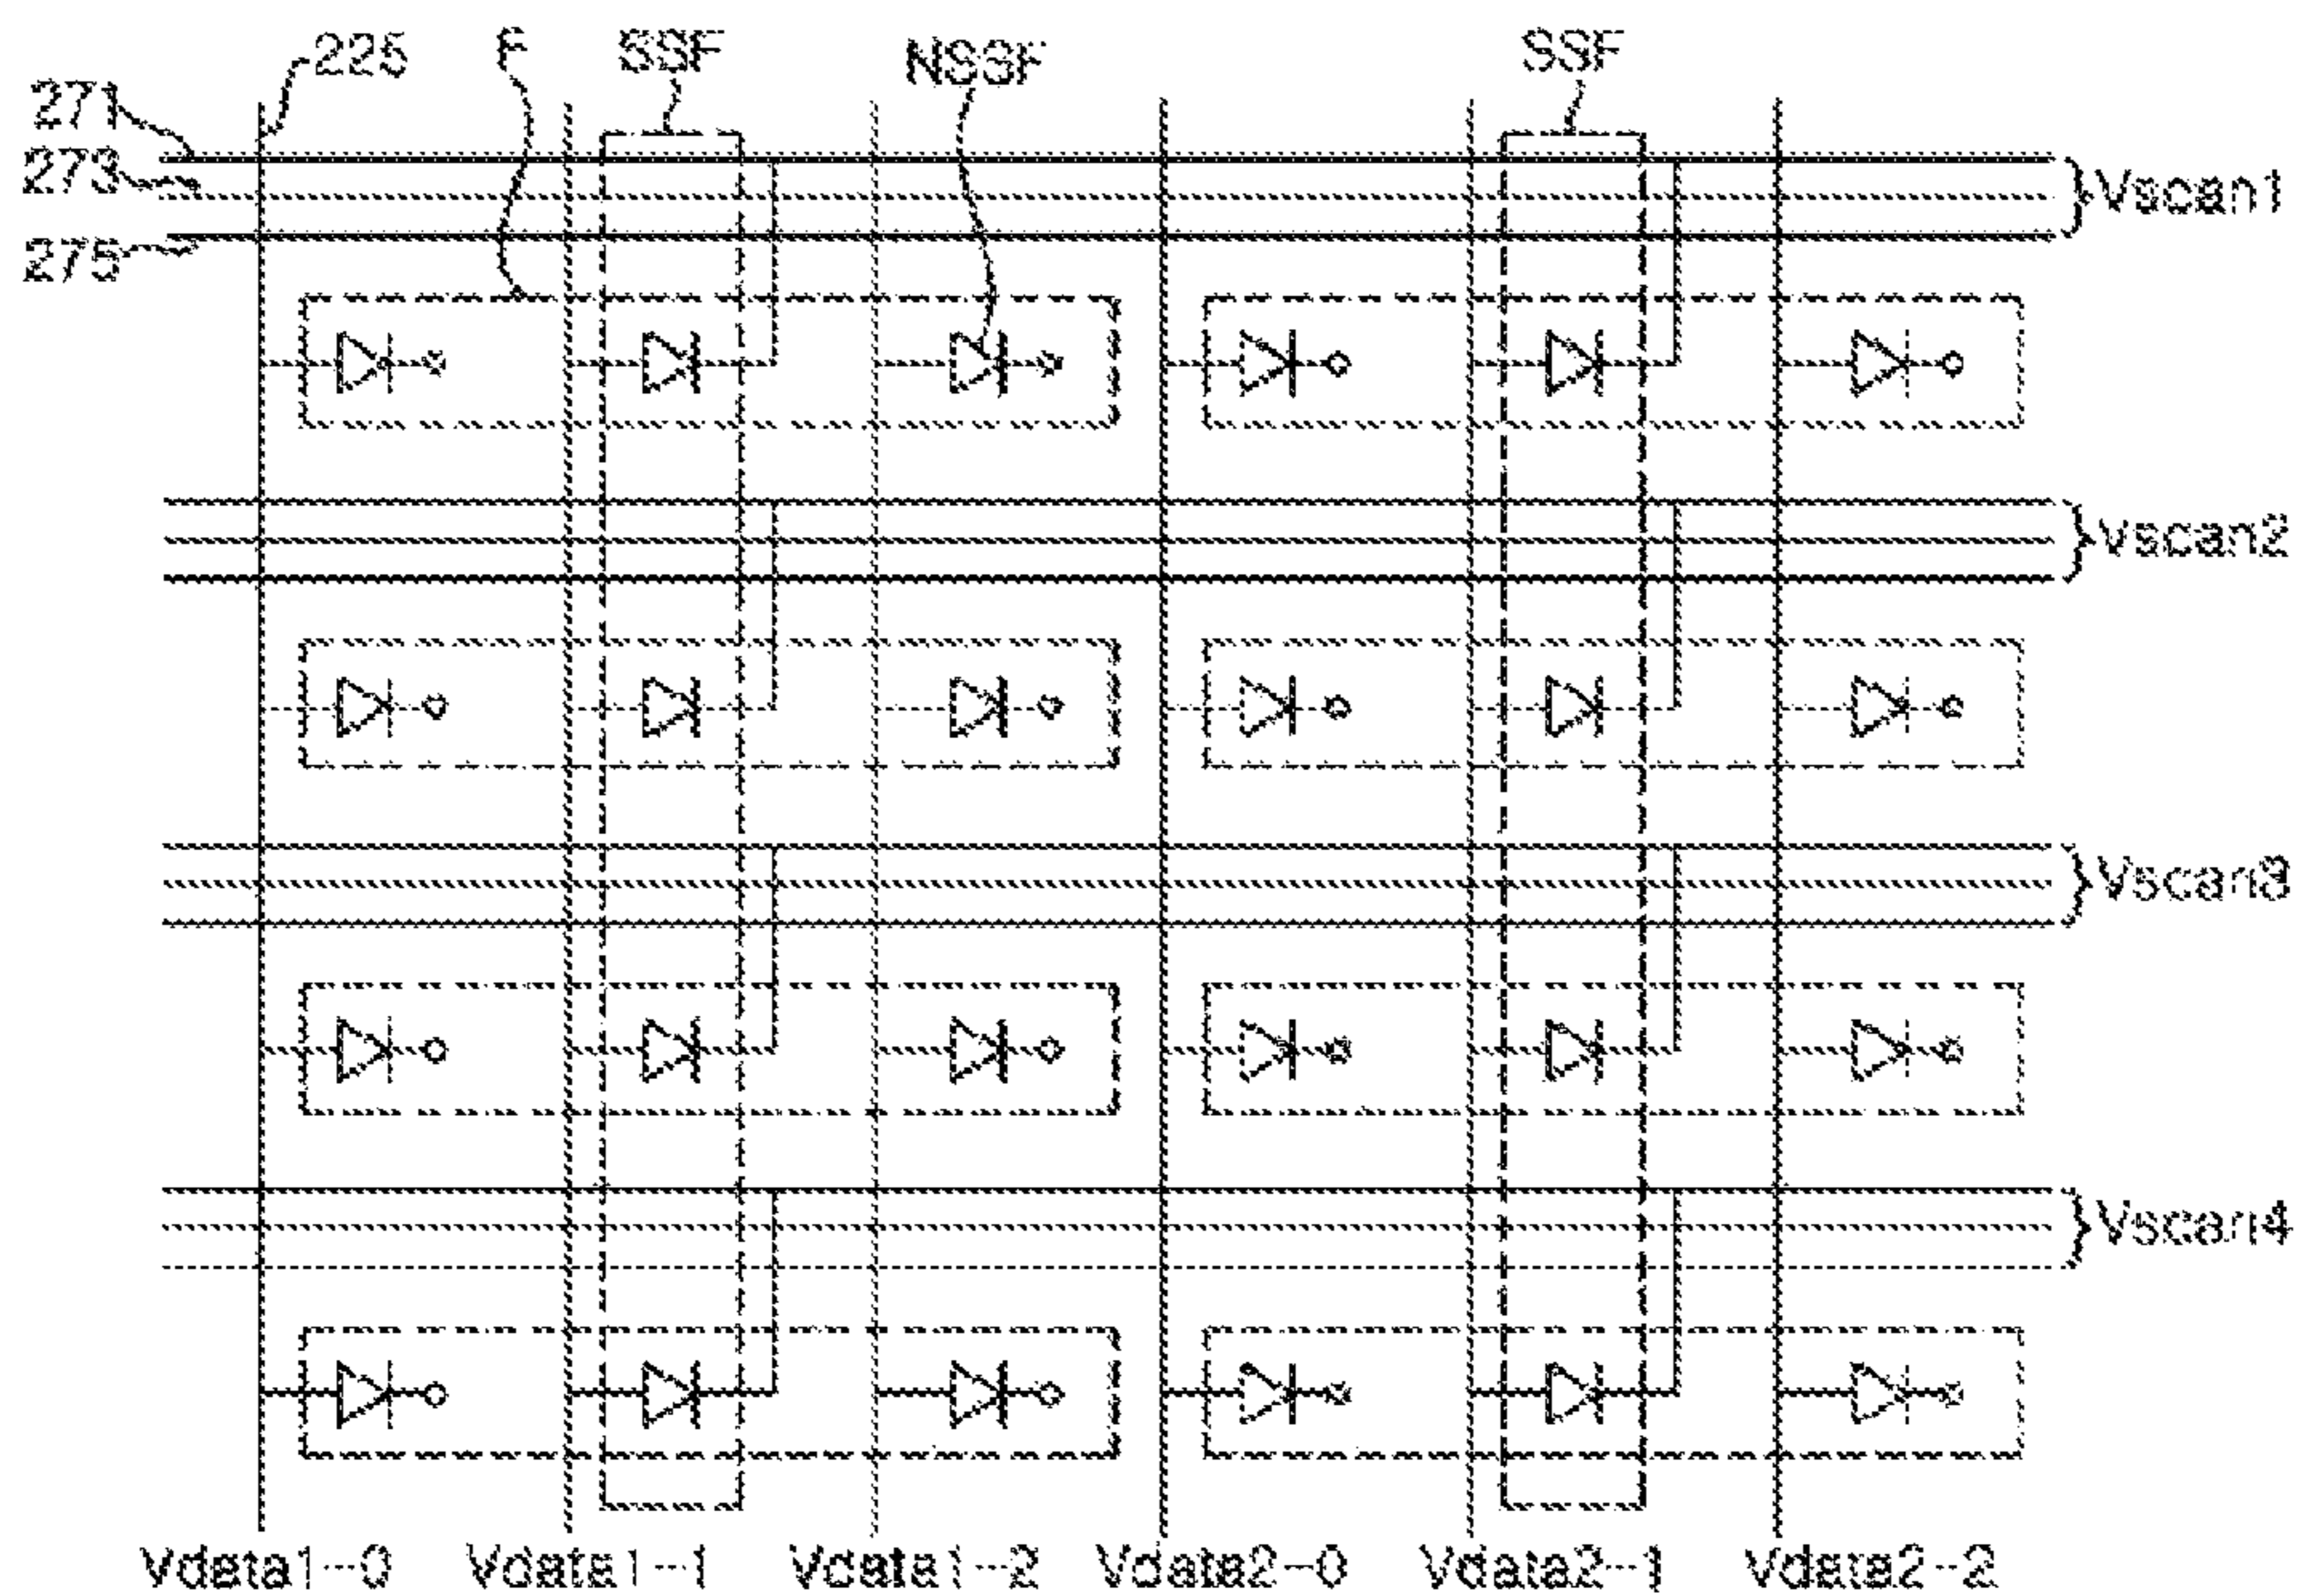 225 F SSF NSSF SSF
271
273
275
Vscan1
Vscan2
Vscan3
Vscan4
Vdata1-0 Vdata1-1 Vdata1-2 Vdata2-0 Vdata2-1 Vdata2-2